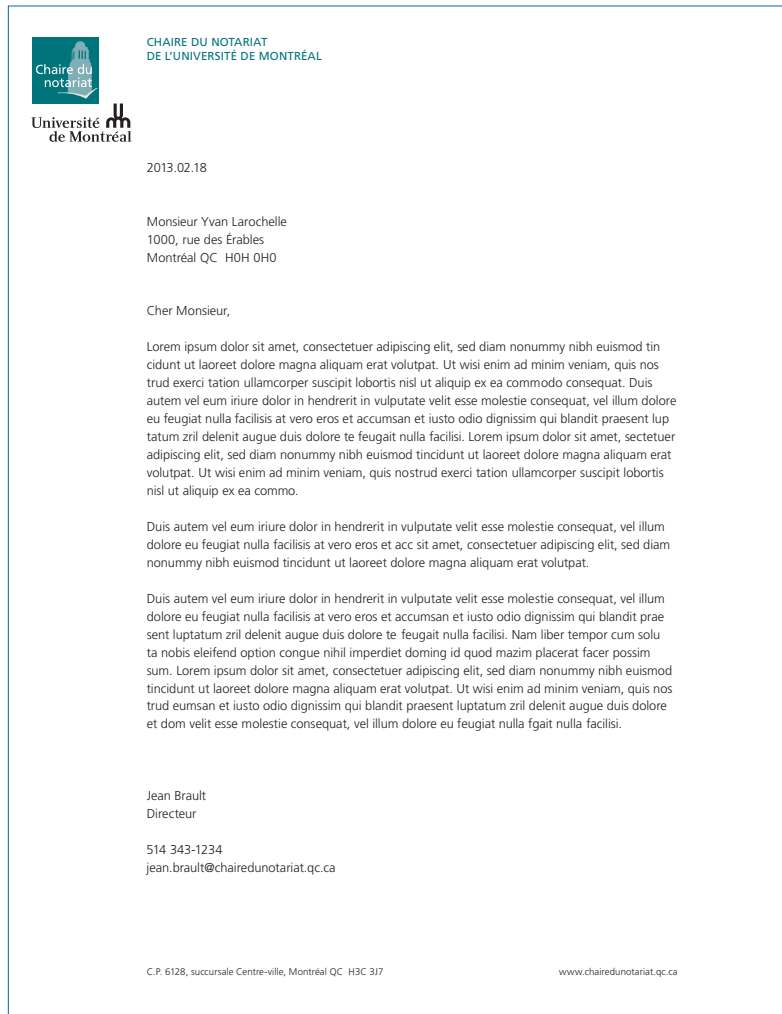 CHAIRE DU NOTARIAT
DE L'UNIVERSITÉ DE MONTRÉAL
Chaire du
notariat
Université
de Montréal
2013.02.18
Monsieur Yvan Larochelle
1000, rue des Érables
Montréal QC  H0H 0H0
Cher Monsieur,
Lorem ipsum dolor sit amet, consectetuer adipiscing elit, sed diam nonummy nibh euismod tin
cidunt ut laoreet dolore magna aliquam erat volutpat. Ut wisi enim ad minim veniam, quis nos
trud exerci tation ullamcorper suscipit lobortis nisl ut aliquip ex ea commodo consequat. Duis
autem vel eum iriure dolor in hendrerit in vulputate velit esse molestie consequat, vel illum dolore
eu feugiat nulla facilisis at vero eros et accumsan et iusto odio dignissim qui blandit praesent lup
tatum zril delenit augue duis dolore te feugait nulla facilisi. Lorem ipsum dolor sit amet, sectetuer
adipiscing elit, sed diam nonummy nibh euismod tincidunt ut laoreet dolore magna aliquam erat
volutpat. Ut wisi enim ad minim veniam, quis nostrud exerci tation ullamcorper suscipit lobortis
nisl ut aliquip ex ea commo.
Duis autem vel eum iriure dolor in hendrerit in vulputate velit esse molestie consequat, vel illum
dolore eu feugiat nulla facilisis at vero eros et acc sit amet, consectetuer adipiscing elit, sed diam
nonummy nibh euismod tincidunt ut laoreet dolore magna aliquam erat volutpat.
Duis autem vel eum iriure dolor in hendrerit in vulputate velit esse molestie consequat, vel illum
dolore eu feugiat nulla facilisis at vero eros et accumsan et iusto odio dignissim qui blandit prae
sent luptatum zril delenit augue duis dolore te feugait nulla facilisi. Nam liber tempor cum solu
ta nobis eleifend option congue nihil imperdiet doming id quod mazim placerat facer possim
sum. Lorem ipsum dolor sit amet, consectetuer adipiscing elit, sed diam nonummy nibh euismod
tincidunt ut laoreet dolore magna aliquam erat volutpat. Ut wisi enim ad minim veniam, quis nos
trud eumsan et iusto odio dignissim qui blandit praesent luptatum zril delenit augue duis dolore
et dom velit esse molestie consequat, vel illum dolore eu feugiat nulla fgait nulla facilisi.
Jean Brault
Directeur
514 343-1234
jean.brault@chairedunotariat.qc.ca
C.P. 6128, succursale Centre-ville, Montréal QC  H3C 3J7
www.chairedunotariat.qc.ca